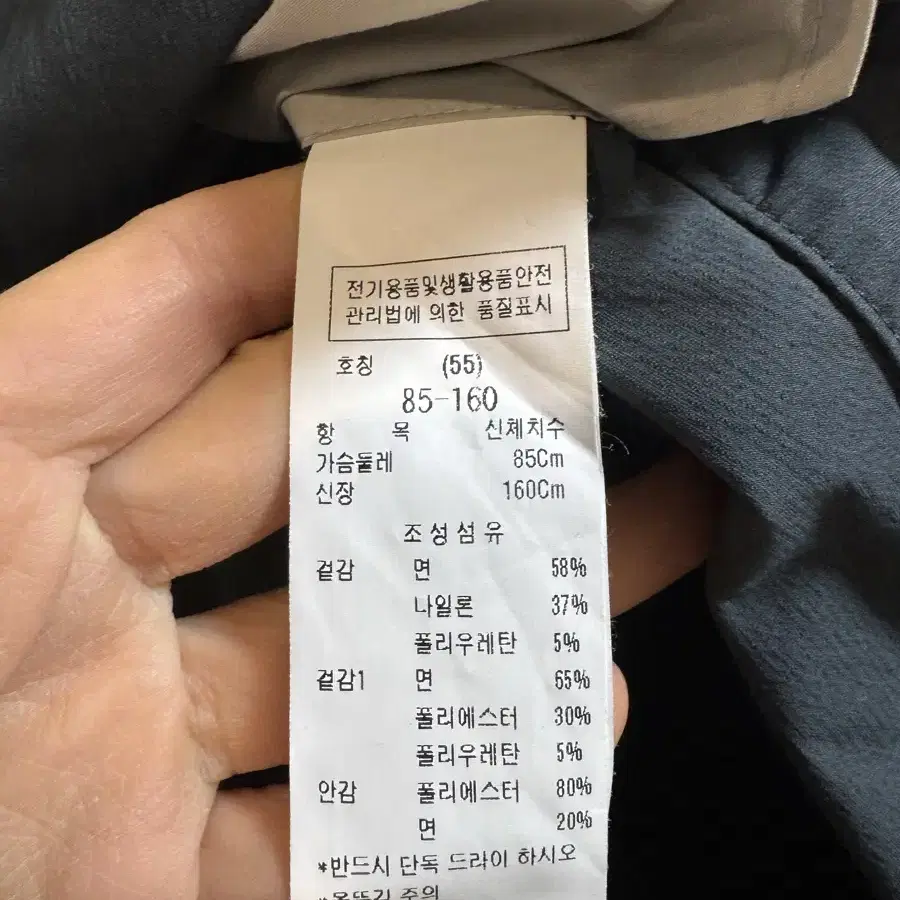 전기용품및생활용품안전
관리법에 의한 품질표시
호칭 (55)
85-160
항 목 신체치수
가슴둘레 85Cm
신장 160Cm
조성섬유
겉감 면 58%
나일론 37%
폴리우레탄 5%
겉감1 면 65%
폴리에스터 30%
폴리우레탄 5%
안감 폴리에스터 80%
면 20%
*반드시 단독 드라이 하시오
*올뜯김 주의